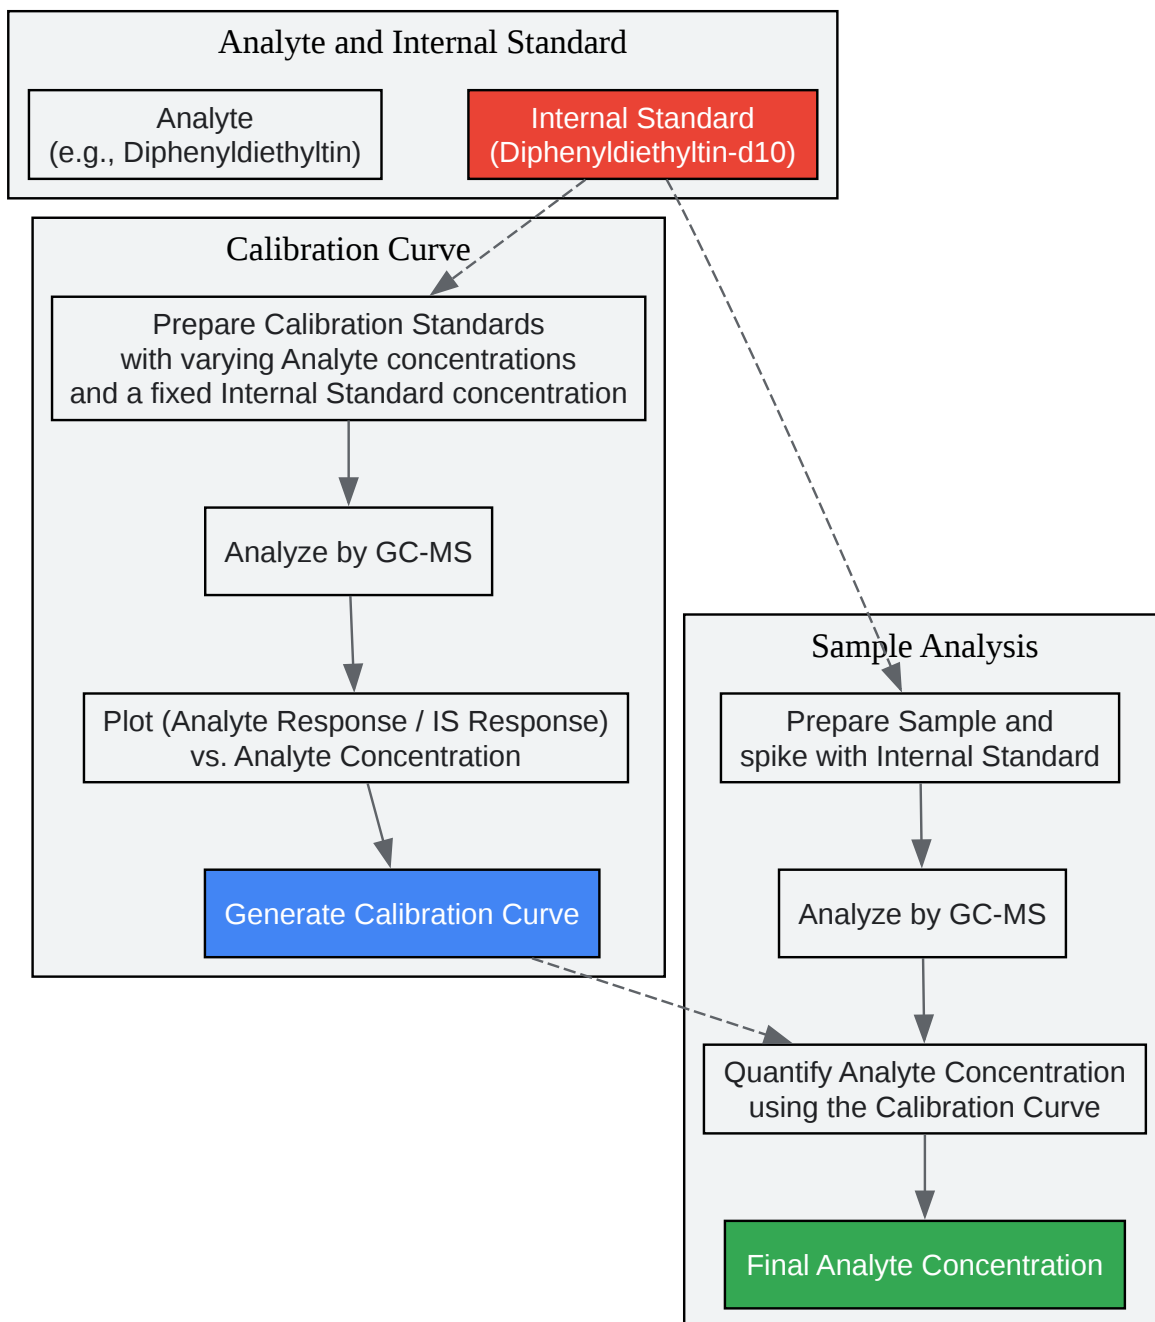 Analyte and Internal Standard
Analyte
(e.g., Diphenyldiethyltin)
Internal Standard
(Diphenyldiethyltin-d10)
Calibration Curve
Prepare Calibration Standards
with varying Analyte concentrations
and a fixed Internal Standard concentration
Analyze by GC-MS
Plot (Analyte Response / IS Response)
vs. Analyte Concentration
Generate Calibration Curve
Sample Analysis
Prepare Sample and
spike with Internal Standard
Analyze by GC-MS
Quantify Analyte Concentration
using the Calibration Curve
Final Analyte Concentration